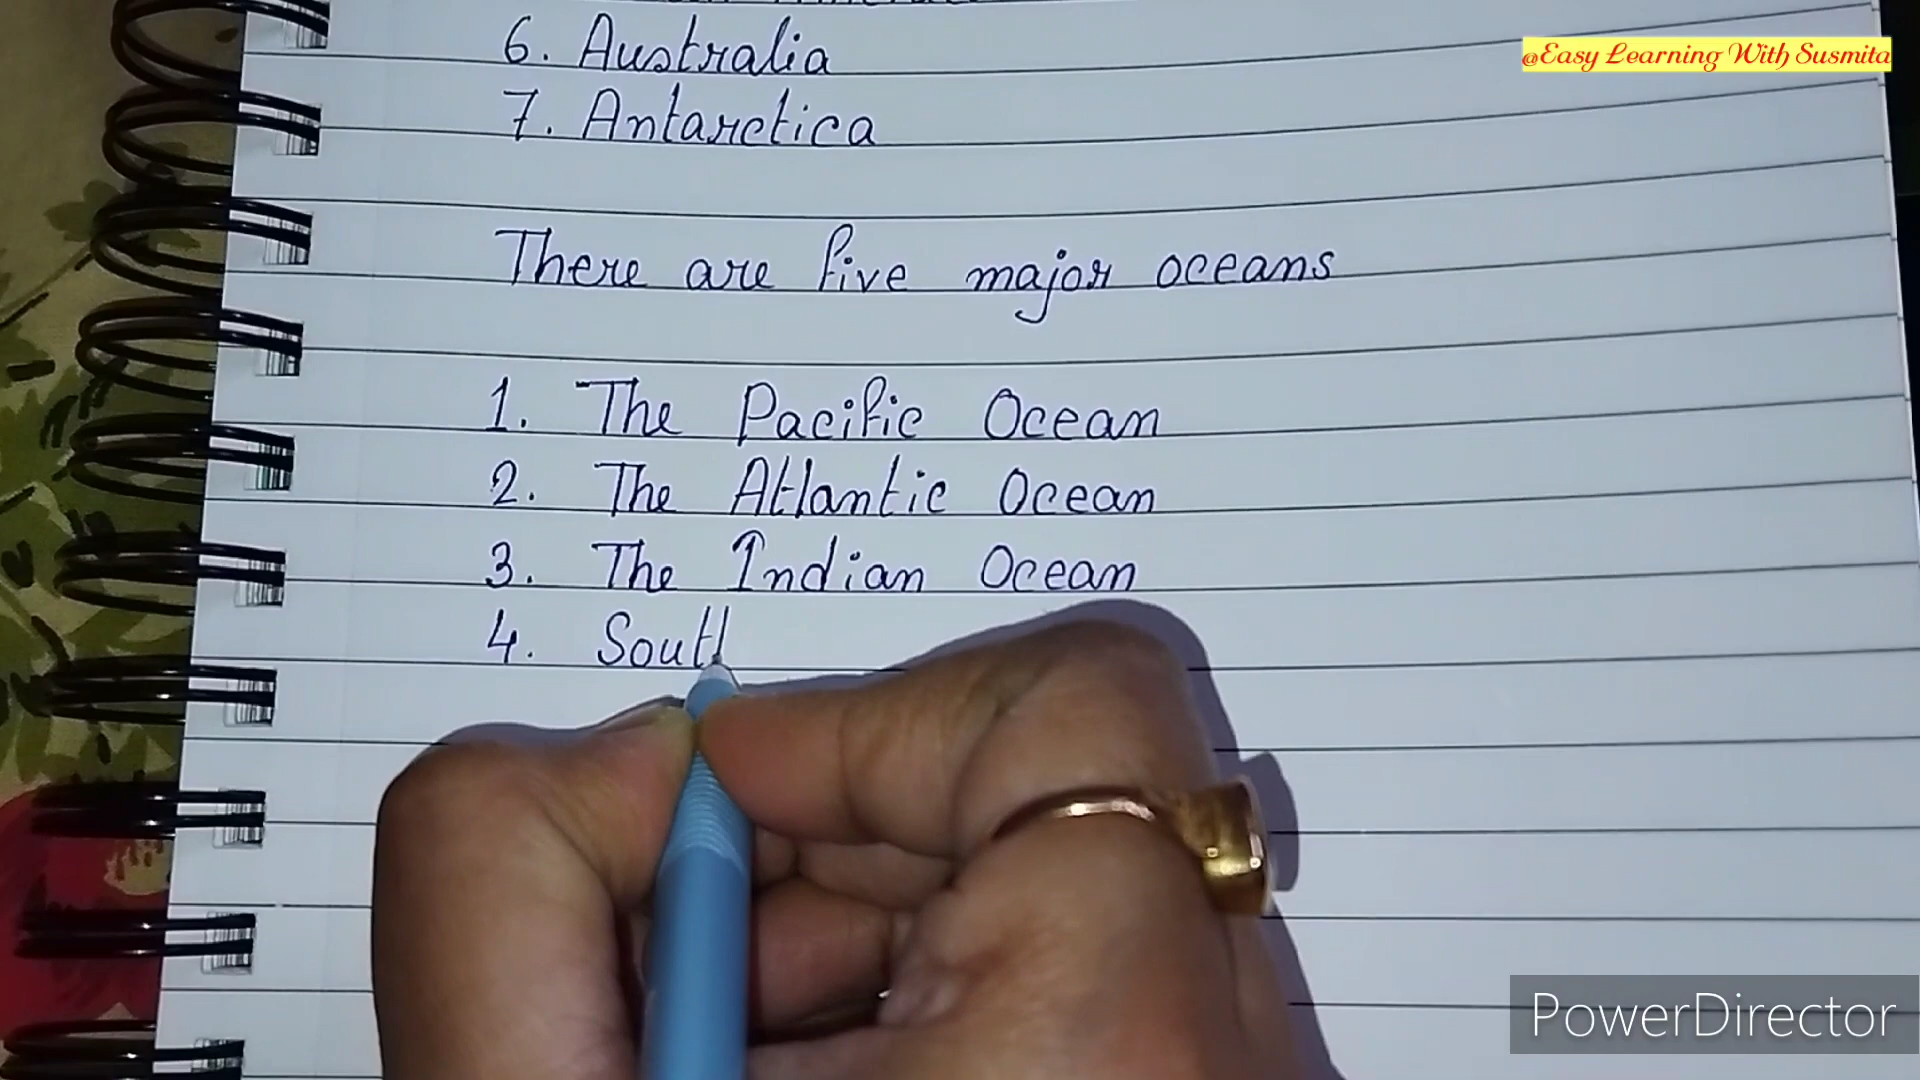 6. Australia
@Easy Learning With Susmita
7. Antarctica
There are five major oceans
1. The Pacific Ocean
2. The Atlantic Ocean
3. The Indian Ocean
4. Sout
PowerDirector